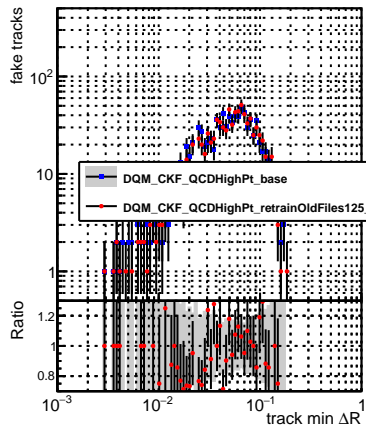 fake tracks
10²
10
1
DQM_CKF_QCDHighPt_base
DQM_CKF_QCDHighPt_retrainOldFiles125_
Ratio
1.2
1
0.8
10⁻³
10⁻²
10⁻¹
1
track min ΔR